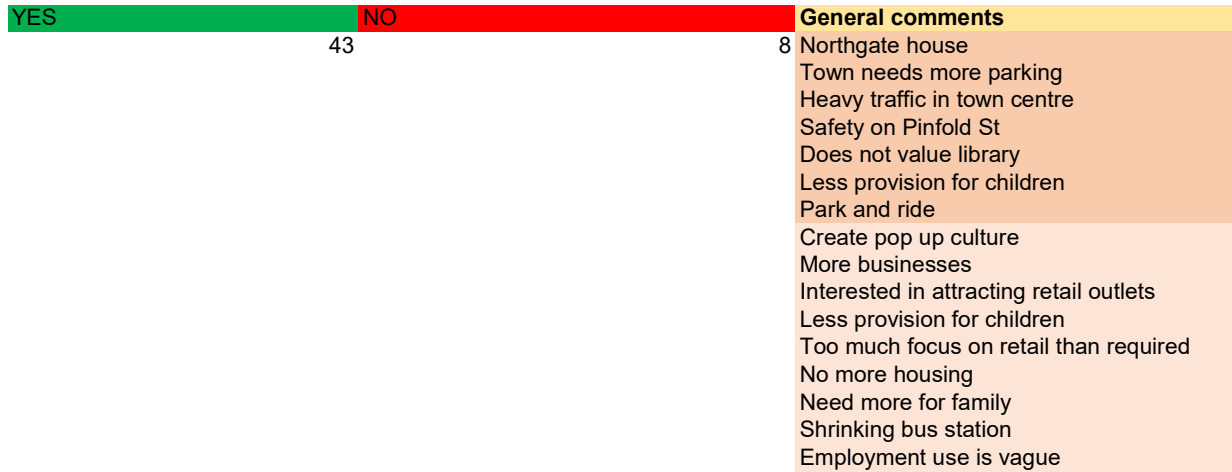 YES NO General comments
43 8 Northgate house
Town needs more parking
Heavy traffic in town centre
Safety on Pinfold St
Does not value library
Less provision for children
Park and ride
Create pop up culture
More businesses
Interested in attracting retail outlets
Less provision for children
Too much focus on retail than required
No more housing
Need more for family
Shrinking bus station
Employment use is vague